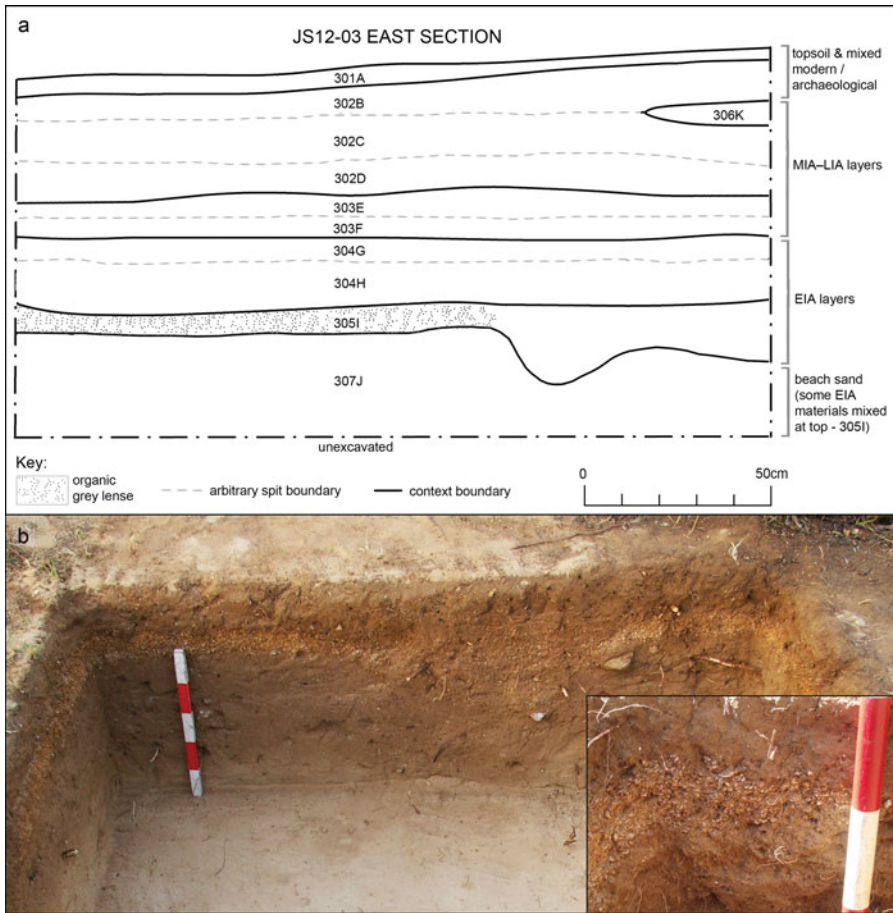 a
JS12-03 EAST SECTION
301A
302B
306K
302C
302D
303E
303F
304G
304H
305I
307J
unexcavated
topsoil & mixed
modern /
archaeological
MIA–LIA layers
EIA layers
beach sand
(some EIA
materials mixed
at top - 305I)
Key:
organic
grey lense
arbitrary spit boundary
context boundary
0
50cm
b